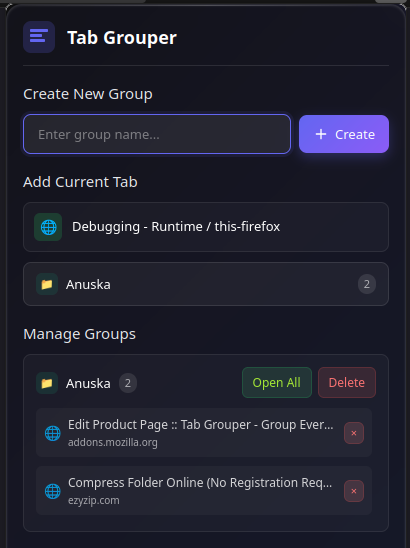 Tab Grouper
Create New Group
Enter group name...
+ Create
Add Current Tab
Debugging - Runtime / this-firefox
Anuska 2
Manage Groups
Anuska 2 Open All Delete
Edit Product Page :: Tab Grouper - Group Ever...
×
addons.mozilla.org
Compress Folder Online (No Registration Req...
×
ezyzip.com